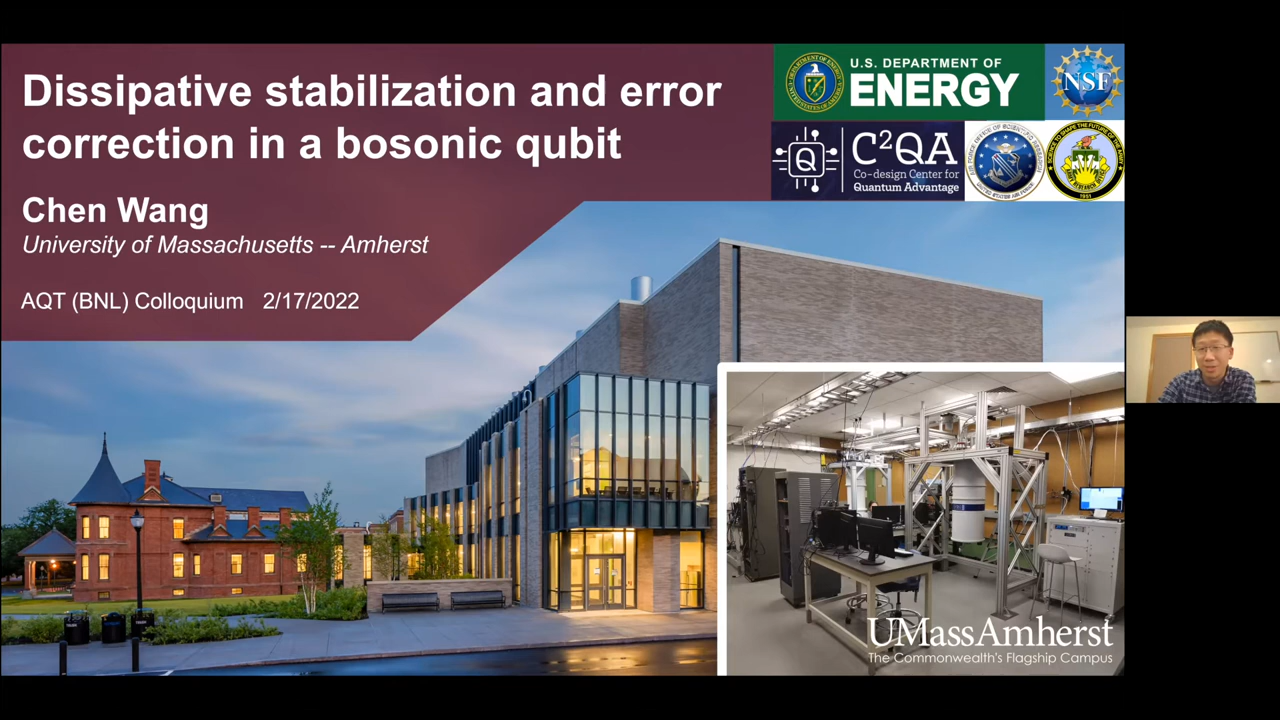 Dissipative stabilization and error
correction in a bosonic qubit
Chen Wang
University of Massachusetts -- Amherst
AQT (BNL) Colloquium 2/17/2022
U.S. DEPARTMENT OF
ENERGY
NSF
Q
C²QA
Co-design Center for
Quantum Advantage
UMassAmherst
The Commonwealth's Flagship Campus